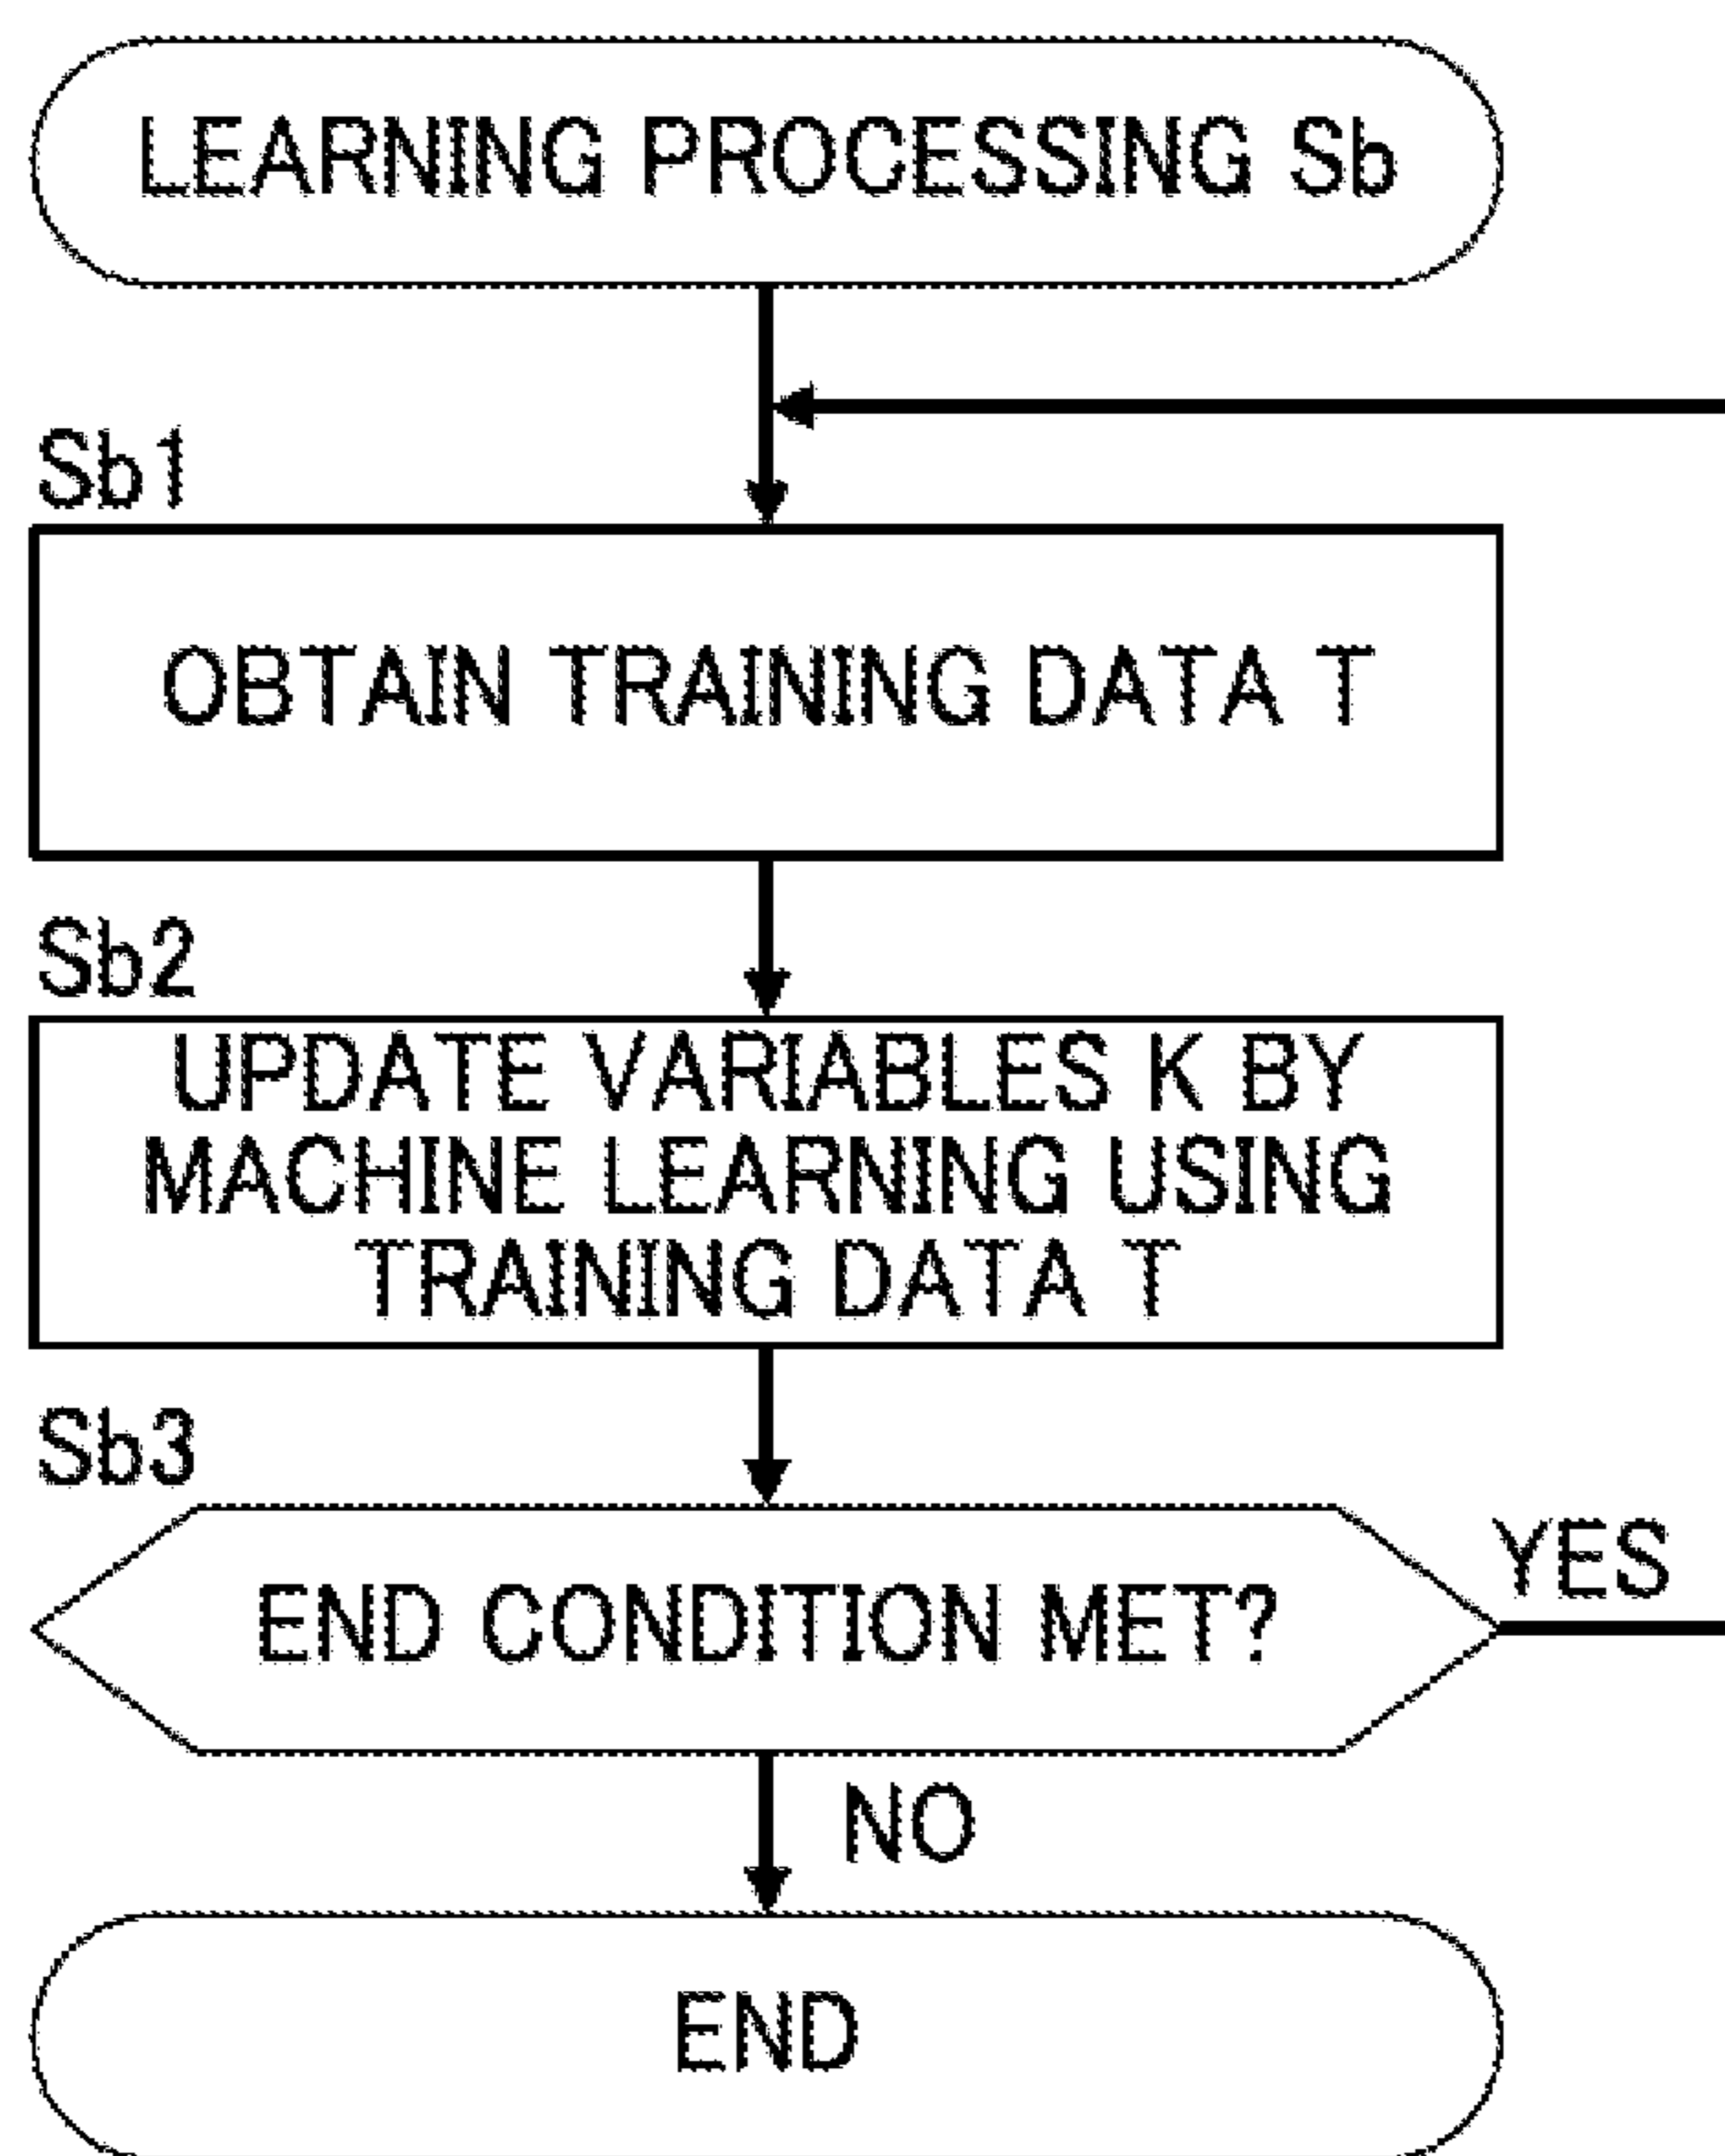 LEARNING PROCESSING Sb
Sb1
OBTAIN TRAINING DATA T
Sb2
UPDATE VARIABLES K BY
MACHINE LEARNING USING
TRAINING DATA T
Sb3
END CONDITION MET?
YES
NO
END